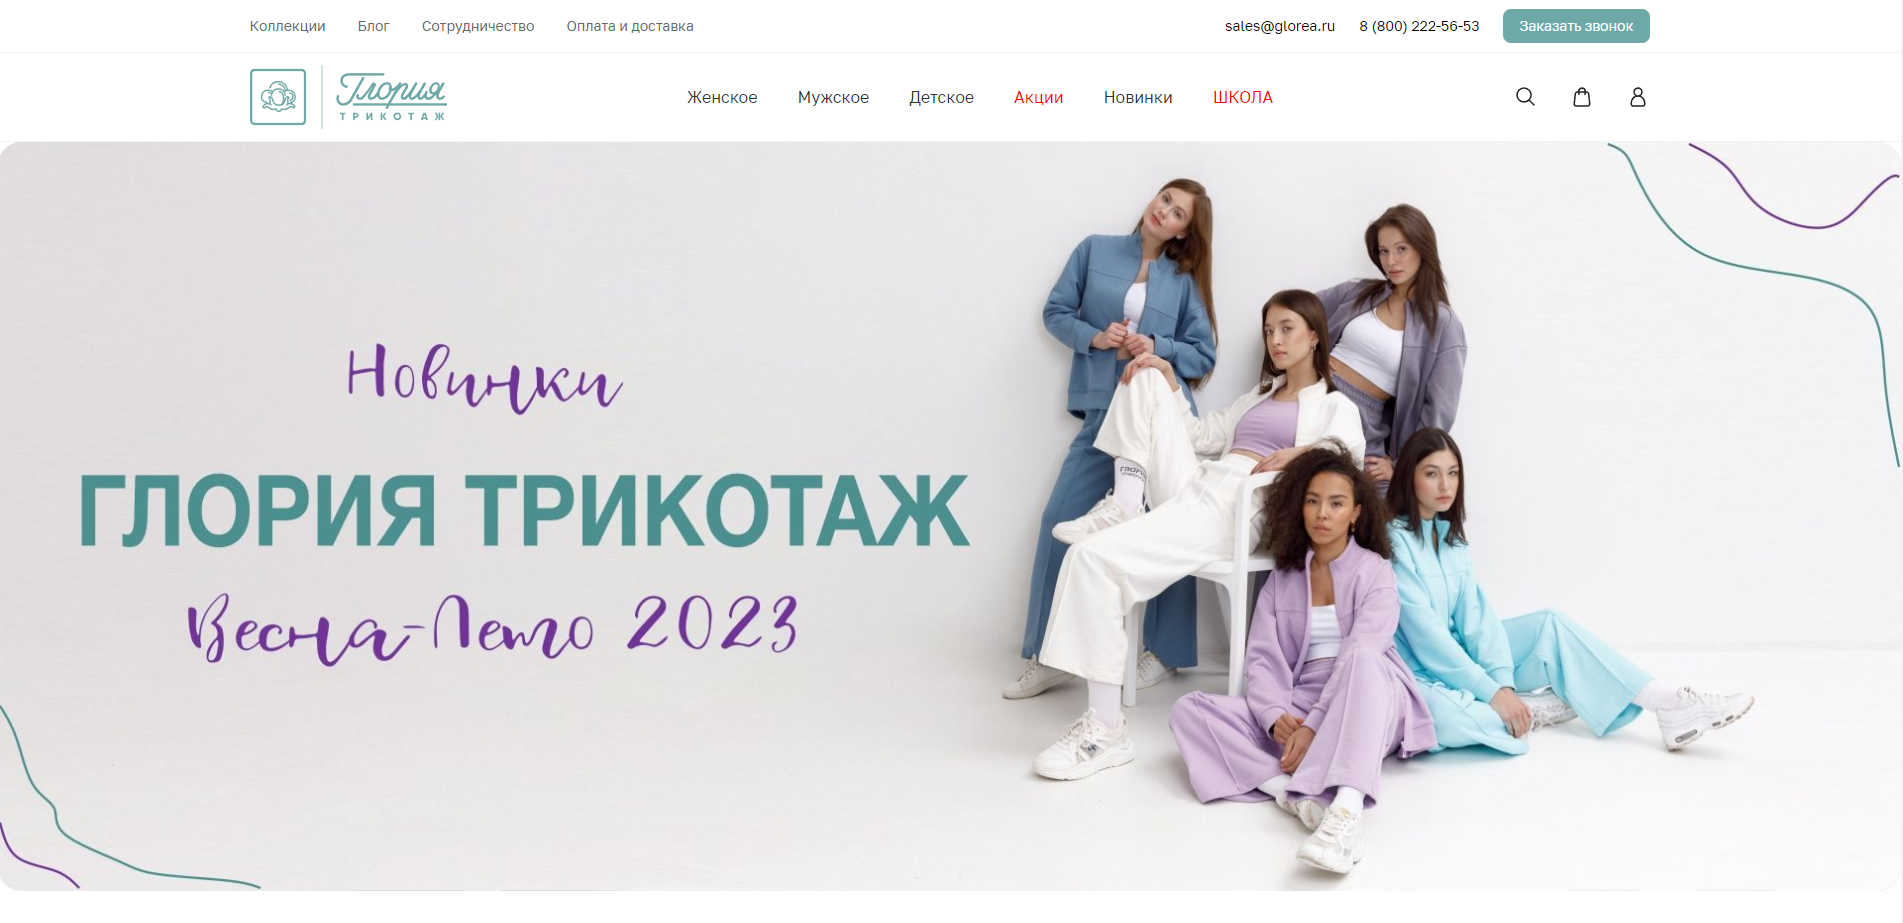 Коллекции Блог Сотрудничество Оплата и доставка sales@glorea.ru 8 (800) 222-56-53 Заказать звонок
Глория
ТРИКОТАЖ
Женское Мужское Детское Акции Новинки ШКОЛА
Новинки
ГЛОРИЯ ТРИКОТАЖ
Весна-Лето 2023